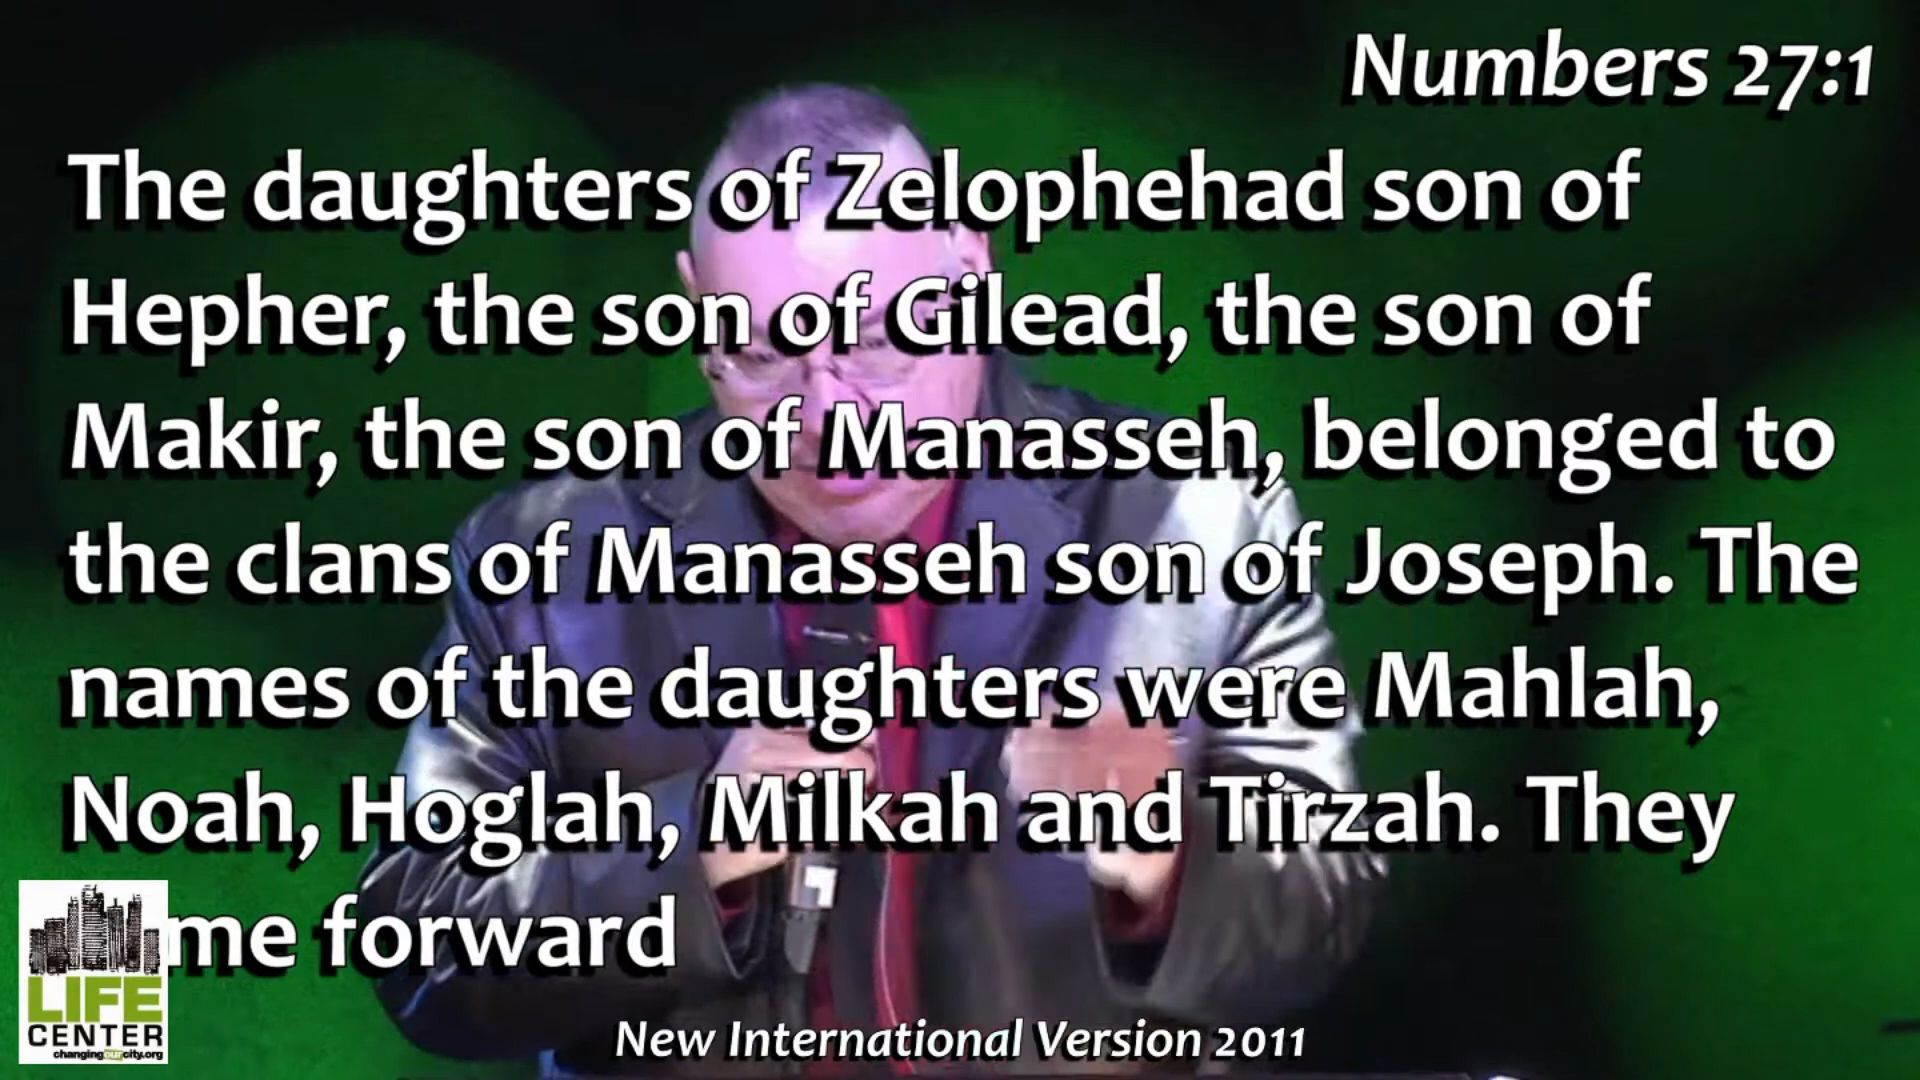 Numbers 27:1
The daughters of Zelophehad son of
Hepher, the son of Gilead, the son of
Makir, the son of Manasseh, belonged to
the clans of Manasseh son of Joseph. The
names of the daughters were Mahlah,
Noah, Hoglah, Milkah and Tirzah. They
me forward
LIFE
CENTER
changingourcity.org
New International Version 2011